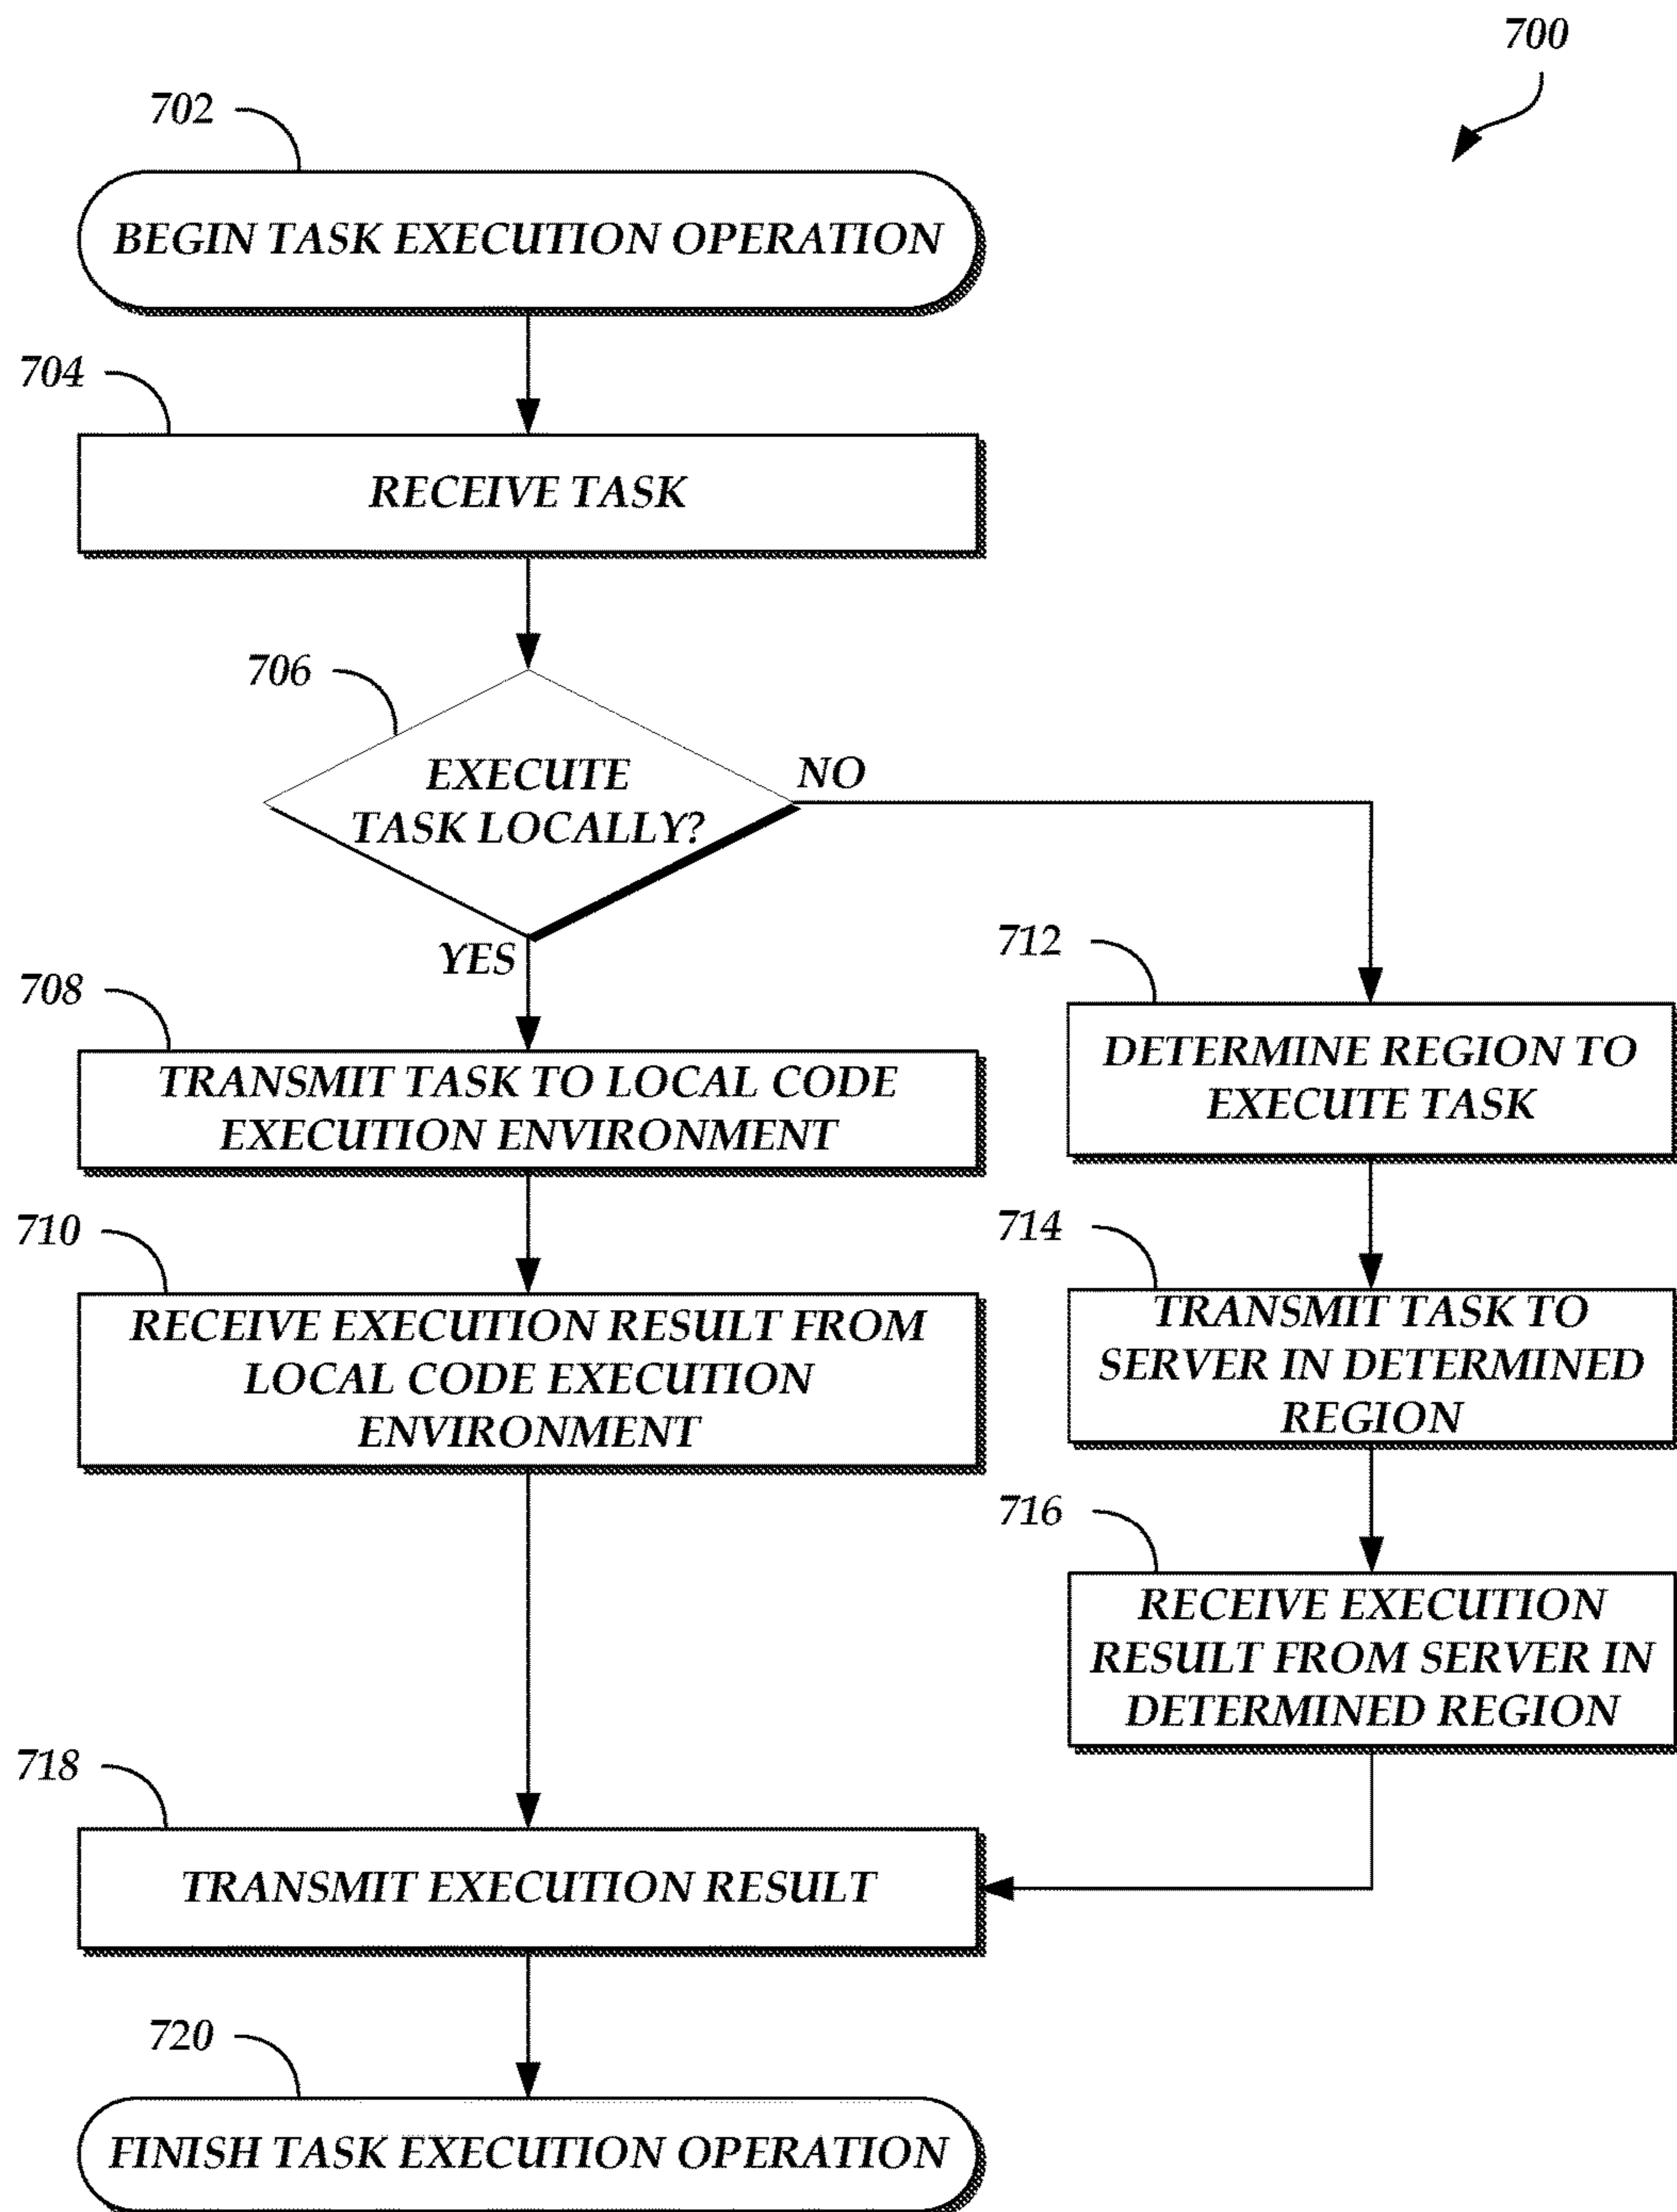 700
702
BEGIN TASK EXECUTION OPERATION
704
RECEIVE TASK
706
EXECUTE
TASK LOCALLY?
NO
YES
708
TRANSMIT TASK TO LOCAL CODE
EXECUTION ENVIRONMENT
710
RECEIVE EXECUTION RESULT FROM
LOCAL CODE EXECUTION
ENVIRONMENT
712
DETERMINE REGION TO
EXECUTE TASK
714
TRANSMIT TASK TO
SERVER IN DETERMINED
REGION
716
RECEIVE EXECUTION
RESULT FROM SERVER IN
DETERMINED REGION
718
TRANSMIT EXECUTION RESULT
720
FINISH TASK EXECUTION OPERATION